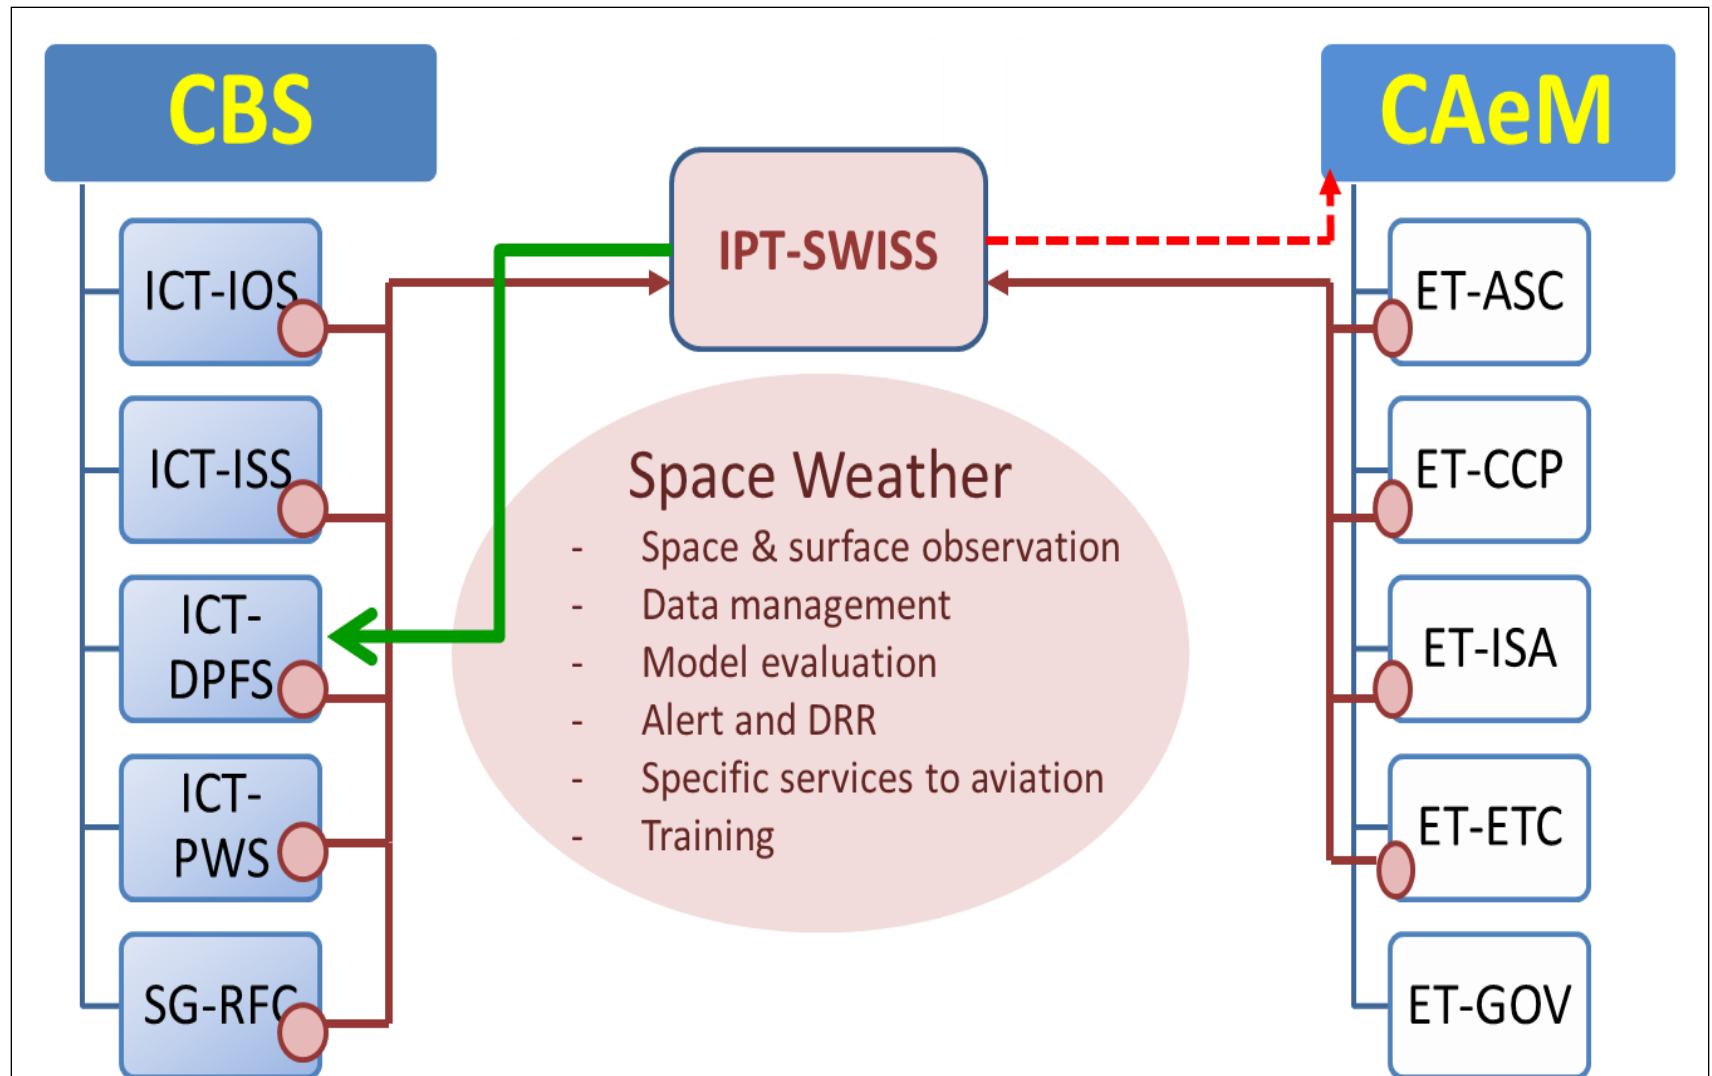 CBS
CAeM
IPT-SWISS
ICT-IOS
ICT-ISS
ICT-
DPFS
ICT-
PWS
SG-RFC
Space Weather
- Space & surface observation
- Data management
- Model evaluation
- Alert and DRR
- Specific services to aviation
- Training
ET-ASC
ET-CCP
ET-ISA
ET-ETC
ET-GOV